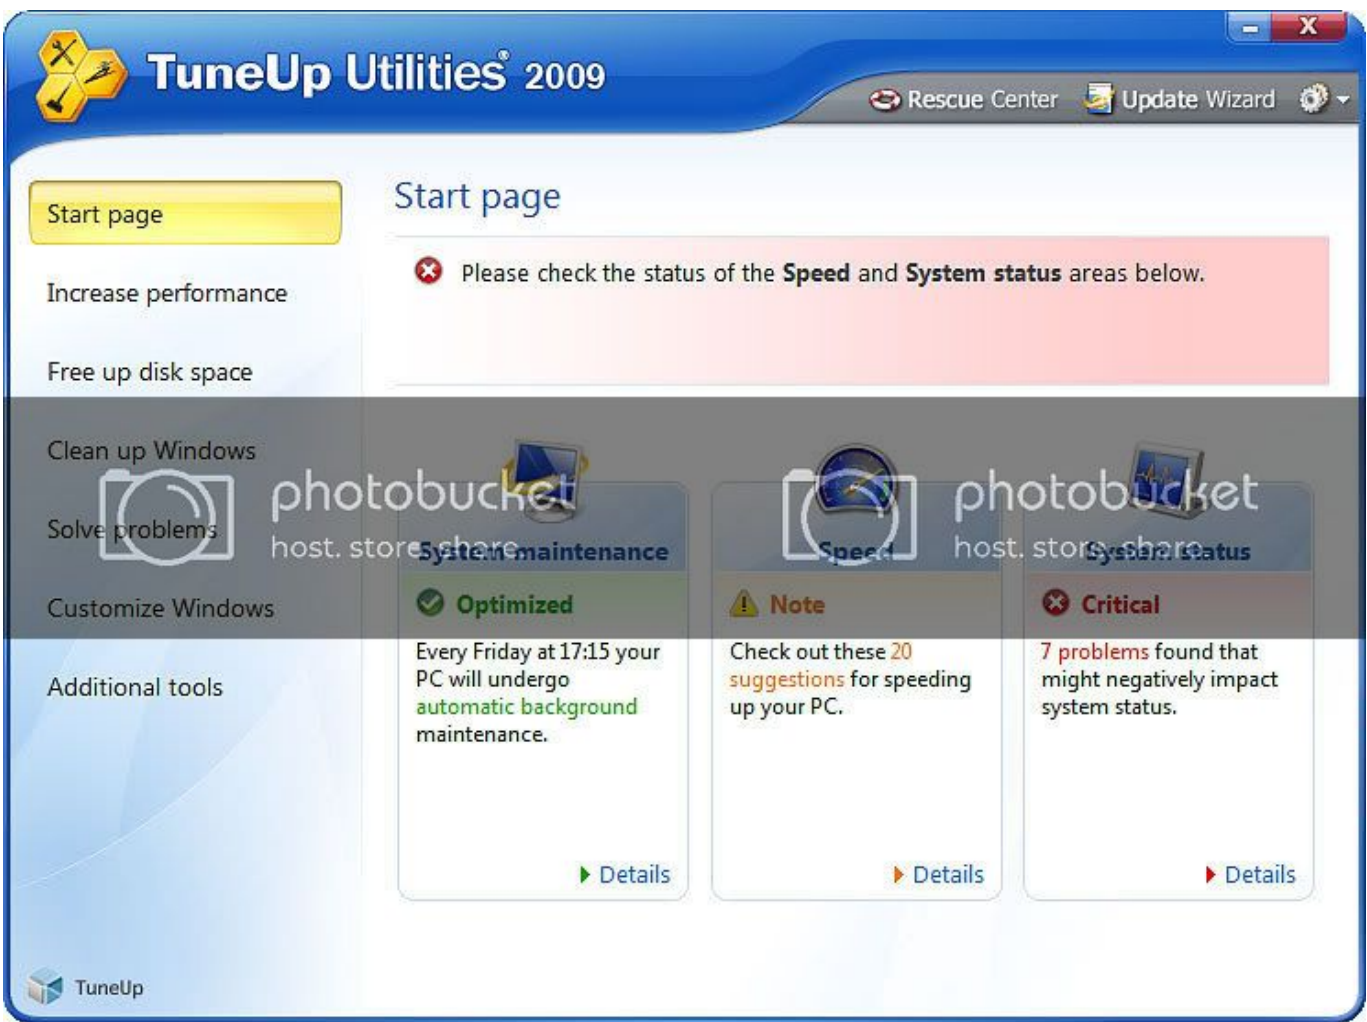 TuneUp Utilities® 2009
Rescue Center
Update Wizard
Start page
Increase performance
Free up disk space
Clean up Windows
Solve problems
Customize Windows
Additional tools
TuneUp
Start page
Please check the status of the Speed and System status areas below.
System maintenance
Optimized
Every Friday at 17:15 your
PC will undergo
automatic background
maintenance.
Details
Speed
Note
Check out these 20
suggestions for speeding
up your PC.
Details
System status
Critical
7 problems found that
might negatively impact
system status.
Details
photobucket
host. store. share.
photobucket
host. store. share.